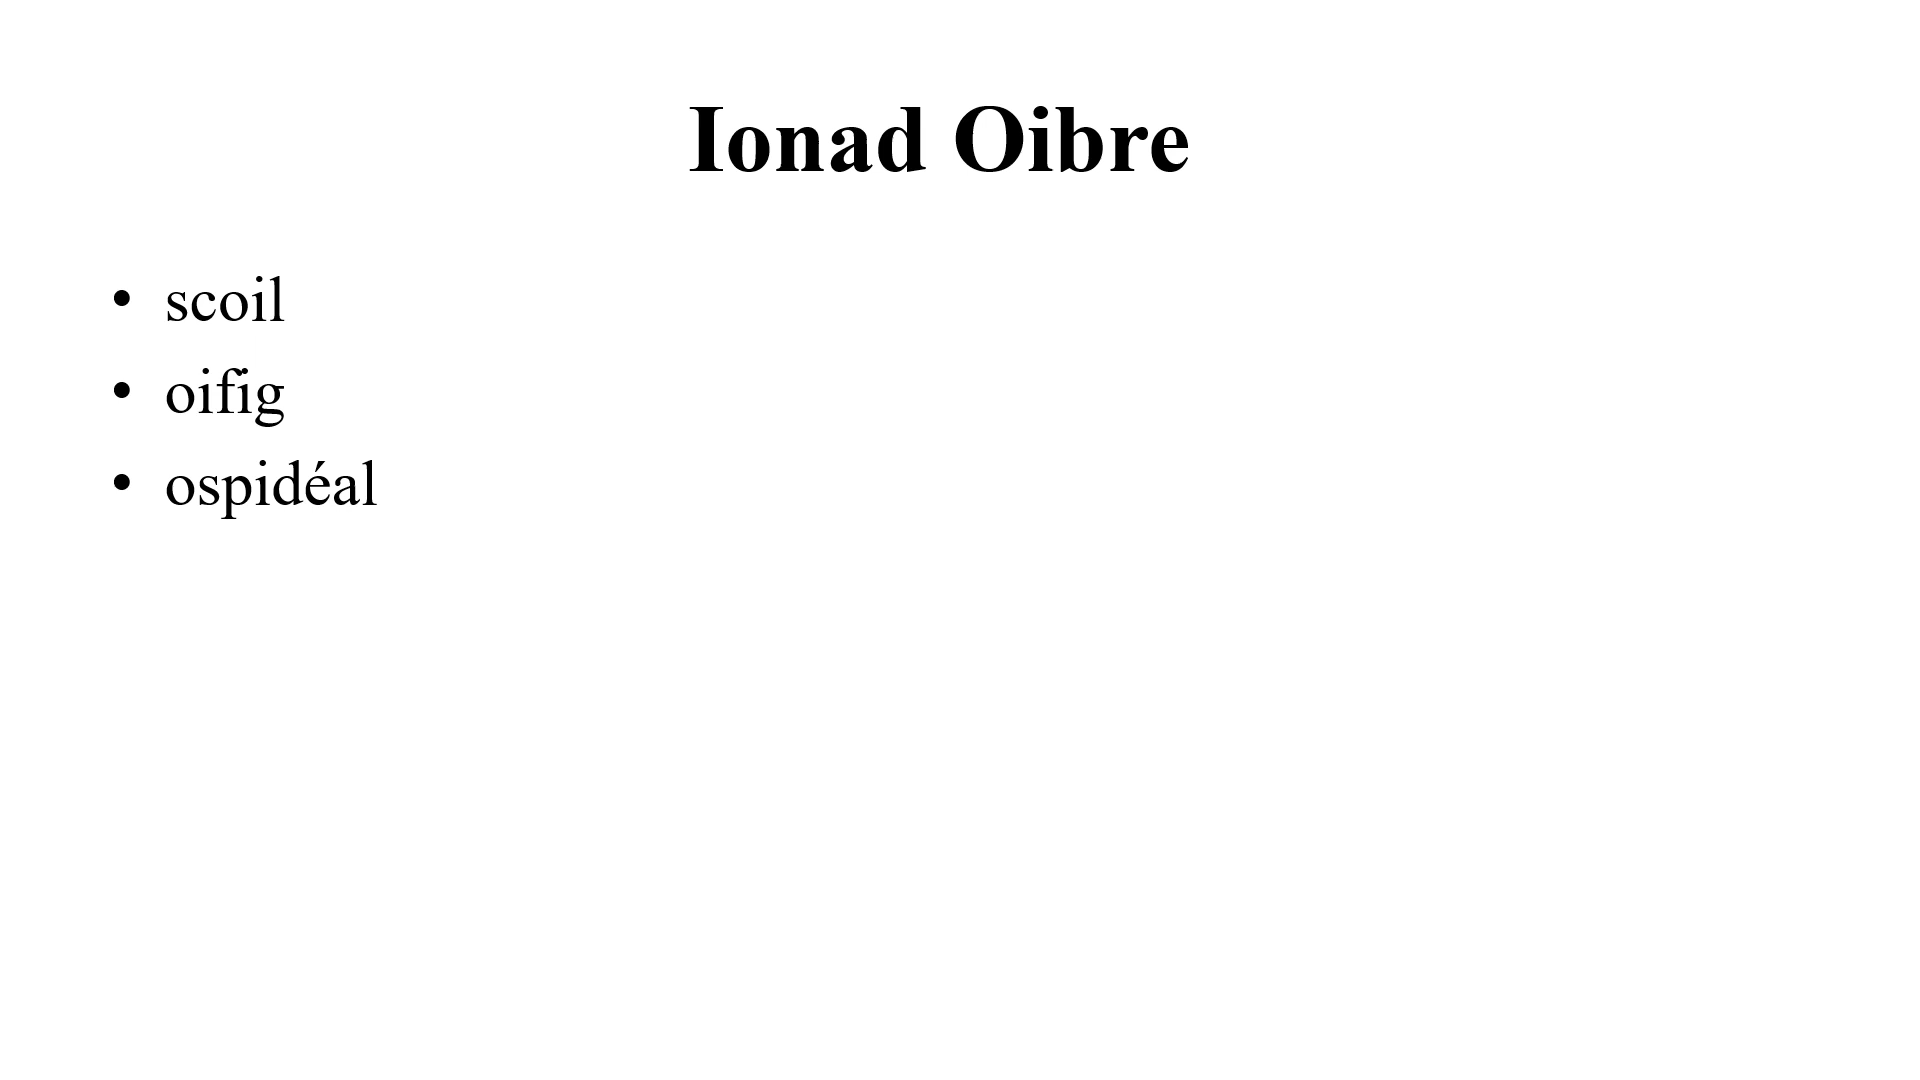 Ionad Oibre
• scoil
• oifig
• ospidéal